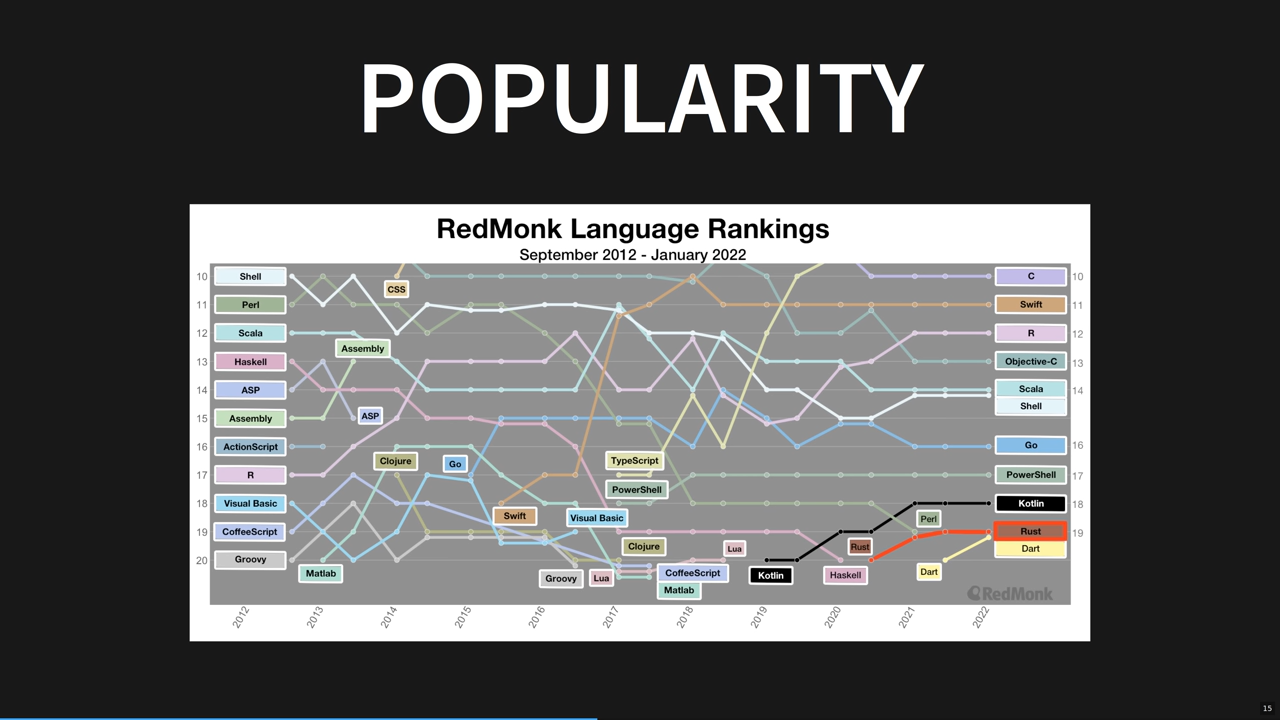 POPULARITY
RedMonk Language Rankings
September 2012 - January 2022
10 Shell CSS C 10
11 Perl Swift 11
12 Scala R 12
Assembly
13 Haskell Objective-C 13
14 ASP Scala 14
Shell
15 Assembly ASP
16 ActionScript Go 16
Clojure Go TypeScript
17 R PowerShell 17
PowerShell
18 Visual Basic Kotlin 18
Swift Visual Basic Perl
19 CoffeeScript Rust 19
Clojure Lua Rust Dart
20 Groovy 20
Matlab Groovy Lua CoffeeScript Kotlin Haskell Dart
Matlab
RedMonk
2012 2013 2014 2015 2016 2017 2018 2019 2020 2021 2022
15